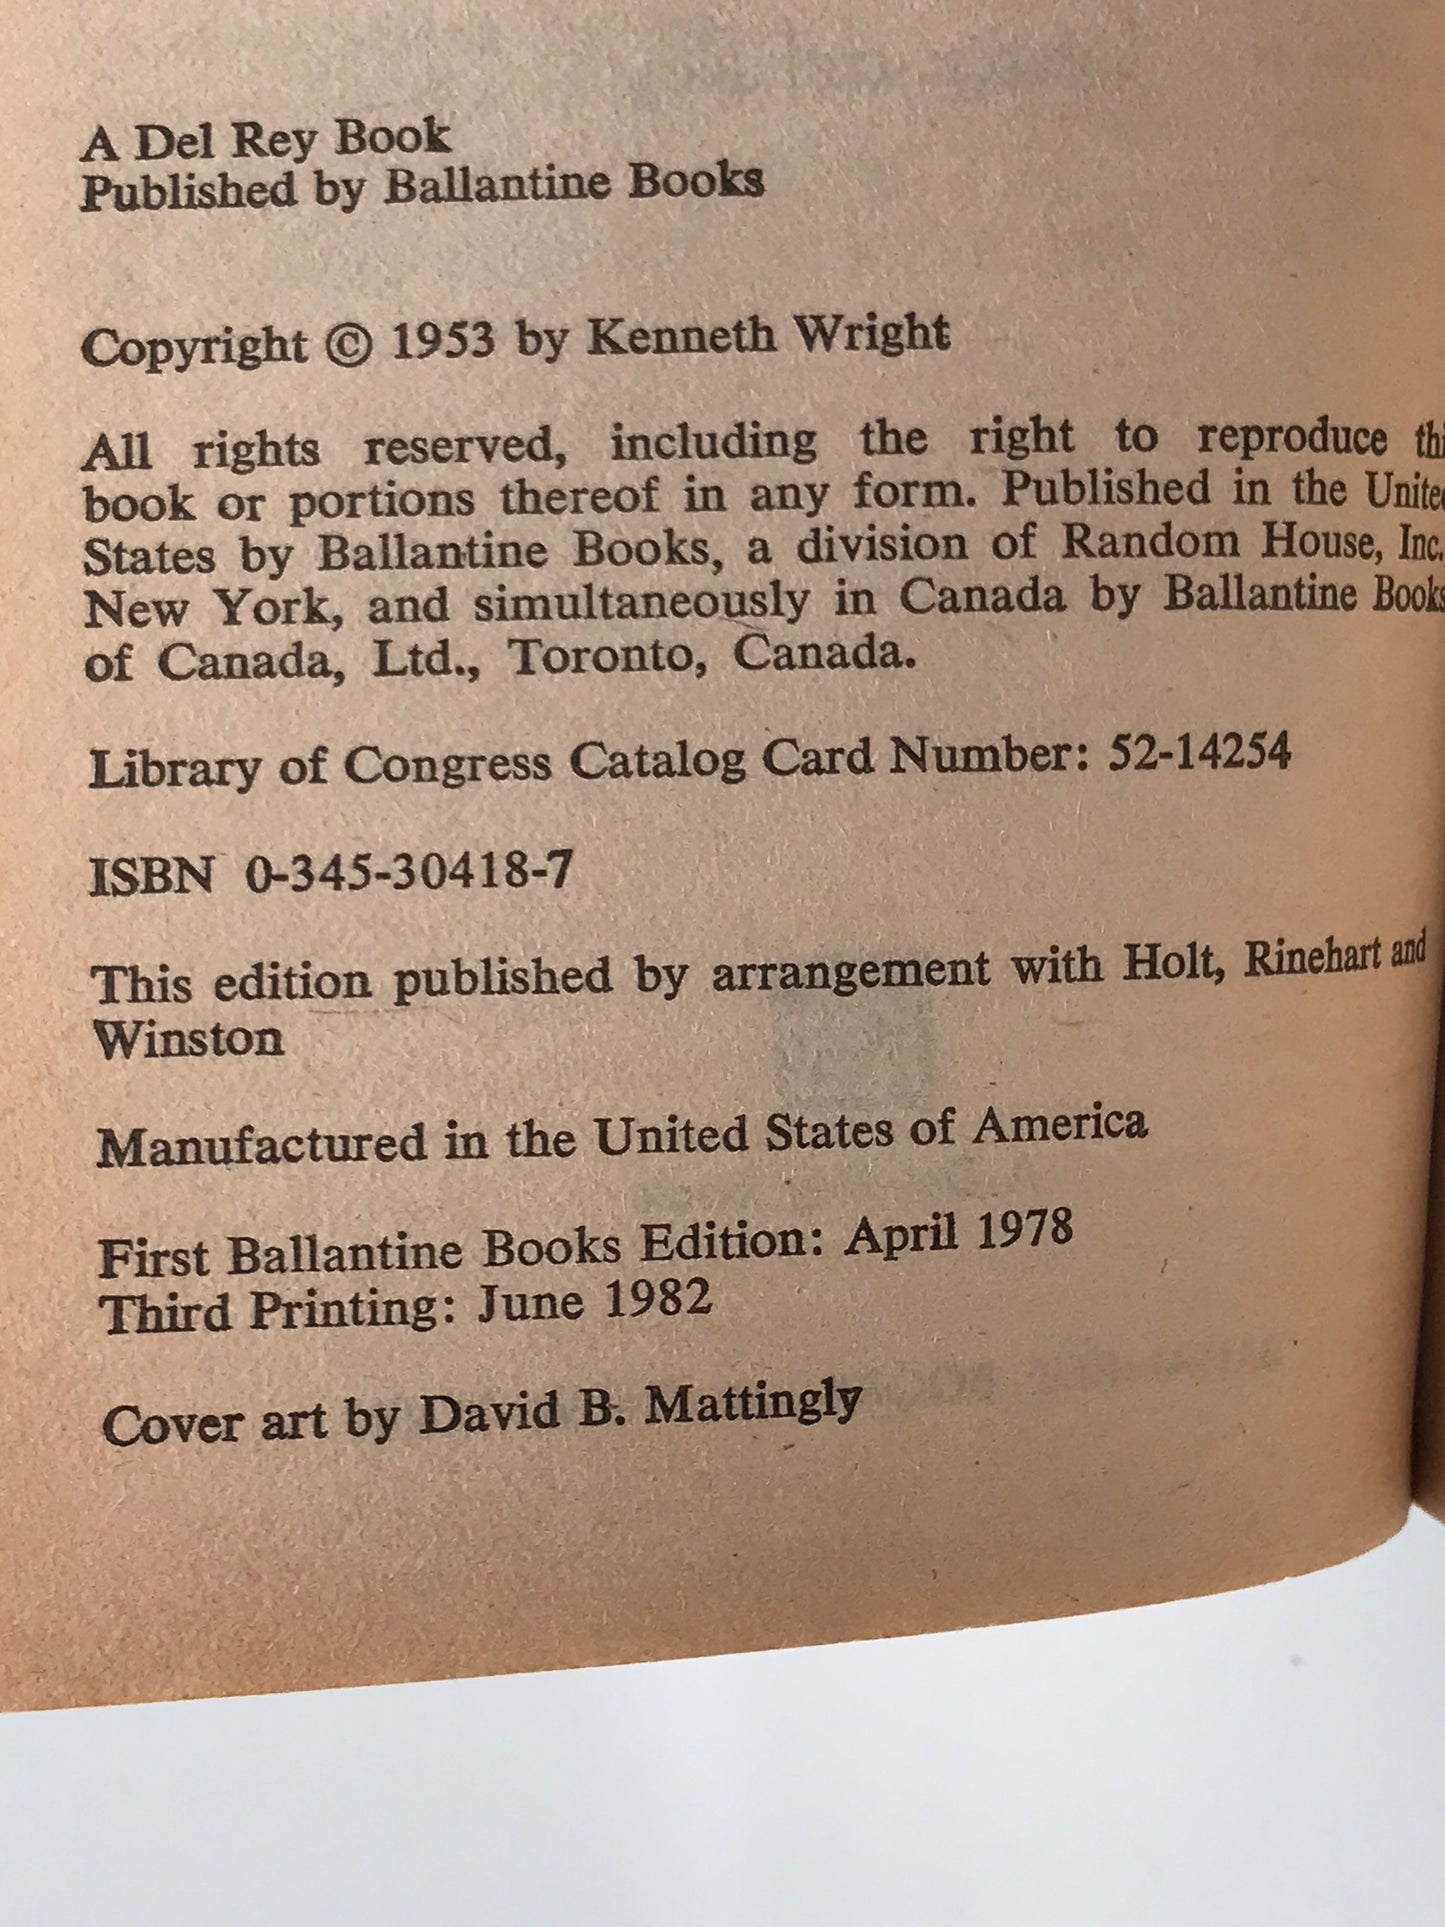 A Del Rey Book
Published by Ballantine Books
Copyright © 1953 by Kenneth Wright
All rights reserved, including the right to reproduce thi
book or portions thereof in any form. Published in the United
States by Ballantine Books, a division of Random House, Inc.
New York, and simultaneously in Canada by Ballantine Books
of Canada, Ltd., Toronto, Canada.
Library of Congress Catalog Card Number: 52-14254
ISBN 0-345-30418-7
This edition published by arrangement with Holt, Rinehart and
Winston
Manufactured in the United States of America
First Ballantine Books Edition: April 1978
Third Printing: June 1982
Cover art by David B. Mattingly